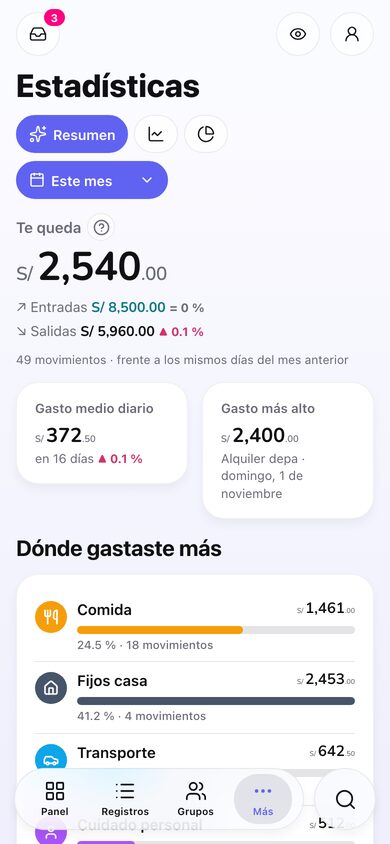 3
Estadísticas
Resumen
Este mes
Te queda ?
S/ 2,540.00
Entradas S/ 8,500.00 = 0 %
Salidas S/ 5,960.00 ▲ 0.1 %
49 movimientos · frente a los mismos días del mes anterior
Gasto medio diario
S/ 372.50
en 16 días ▲ 0.1 %
Gasto más alto
S/ 2,400.00
Alquiler depa ·
domingo, 1 de
noviembre
Dónde gastaste más
Comida S/ 1,461.00
24.5 % · 18 movimientos
Fijos casa S/ 2,453.00
41.2 % · 4 movimientos
Transporte S/ 642.50
Cuidado personal
Panel
Registros
Grupos
Más